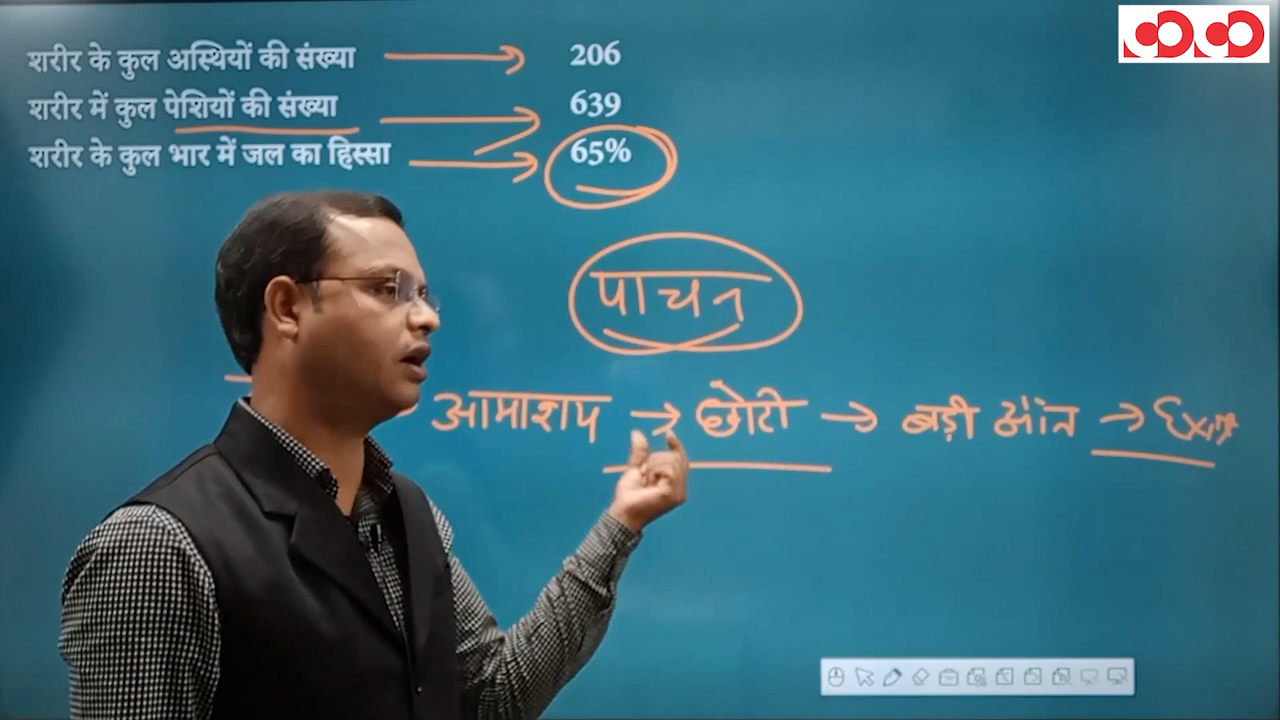 शरीर के कुल अस्थियों की संख्या → 206
शरीर में कुल पेशियों की संख्या → 639
शरीर के कुल भार में जल का हिस्सा → 65%
पाचन
आमाशय → छोटी → बड़ी आंत →